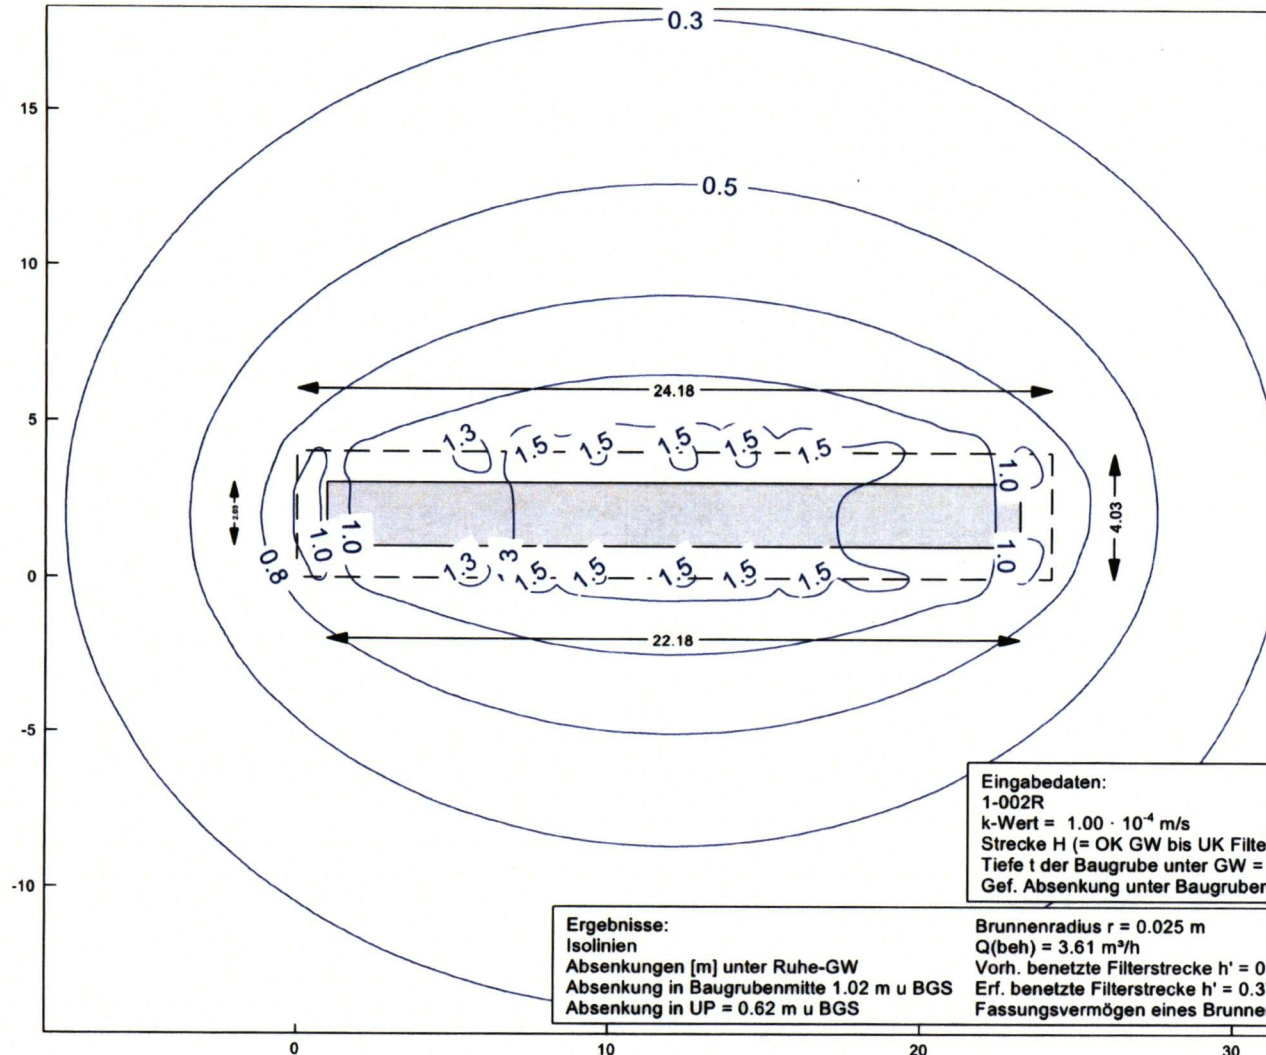 0.3
15
0.5
10
24.18
5
1.3
1.5
1.5
1.5
1.5
1.5
1.0
2.03
4.03
1.0
1.0
1.0
0.8
0
1.3
1.5
1.5
1.5
1.5
1.5
22.18
-5
-10
Eingabedaten:
1-002R
k-Wert = 1.00 · 10⁻⁴ m/s
Strecke H (= OK GW bis UK Filte
Tiefe t der Baugrube unter GW =
Gef. Absenkung unter Baugruben
Ergebnisse:
Isolinien
Absenkungen [m] unter Ruhe-GW
Absenkung in Baugrubenmitte 1.02 m u BGS
Absenkung in UP = 0.62 m u BGS
Brunnenradius r = 0.025 m
Q(beh) = 3.61 m³/h
Vorh. benetzte Filterstrecke h' = 0
Erf. benetzte Filterstrecke h' = 0.3
Fassungsvermögen eines Brunne
0
10
20
30